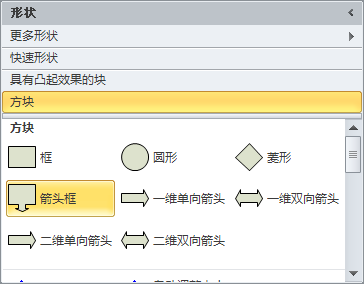 形状
更多形状
快速形状
具有凸起效果的块
方块
方块
框 圆形 菱形
箭头框 一维单向箭头 一维双向箭头
二维单向箭头 二维双向箭头